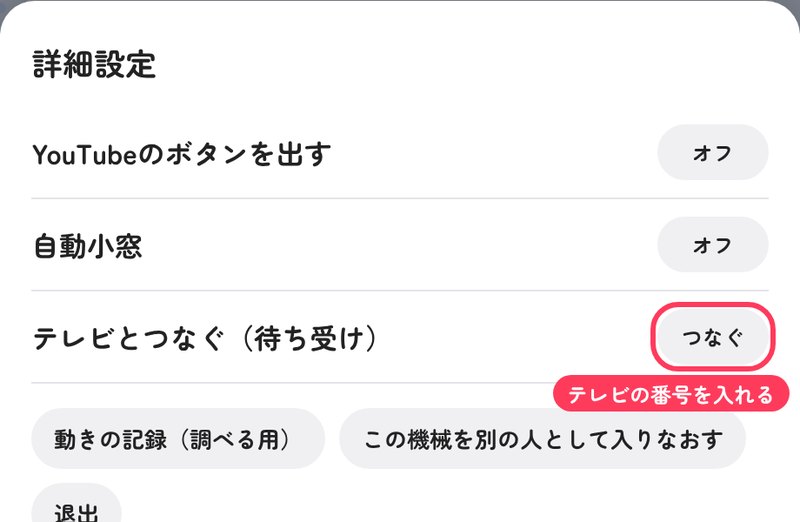 詳細設定
YouTubeのボタンを出す
オフ
自動小窓
オフ
テレビとつなぐ（待ち受け）
つなぐ
テレビの番号を入れる
動きの記録（調べる用）
この機械を別の人として入りなおす
退出